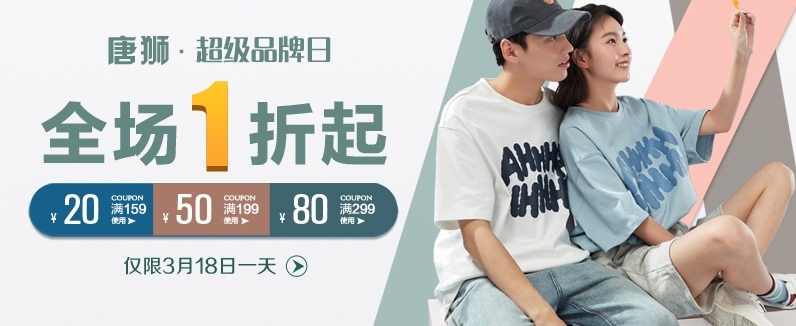 唐狮·超级品牌日
全场1折起
¥20 COUPON 满159 使用➤
¥50 COUPON 满199 使用➤
¥80 COUPON 满299 使用➤
仅限3月18日一天
AHHHH
IHHHH